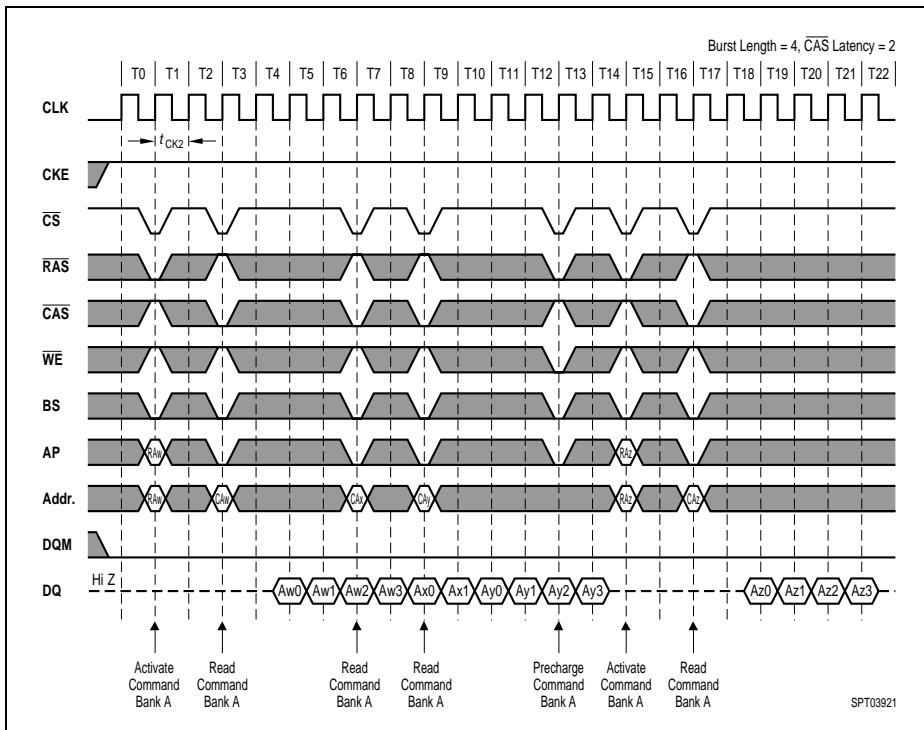 Burst Length = 4, CAS Latency = 2
T0 T1 T2 T3 T4 T5 T6 T7 T8 T9 T10 T11 T12 T13 T14 T15 T16 T17 T18 T19 T20 T21 T22
CLK
t CK2
CKE
CS
RAS
CAS
WE
BS
AP RAw RAz
Addr. RAw CAw CAx CAy RAz CAz
DQM
Hi Z
DQ Aw0 Aw1 Aw2 Aw3 Ax0 Ax1 Ay0 Ay1 Ay2 Ay3 Az0 Az1 Az2 Az3
Activate Read Read Read Precharge Activate Read
Command Command Command Command Command Command Command
Bank A Bank A Bank A Bank A Bank A Bank A Bank A
SPT03921